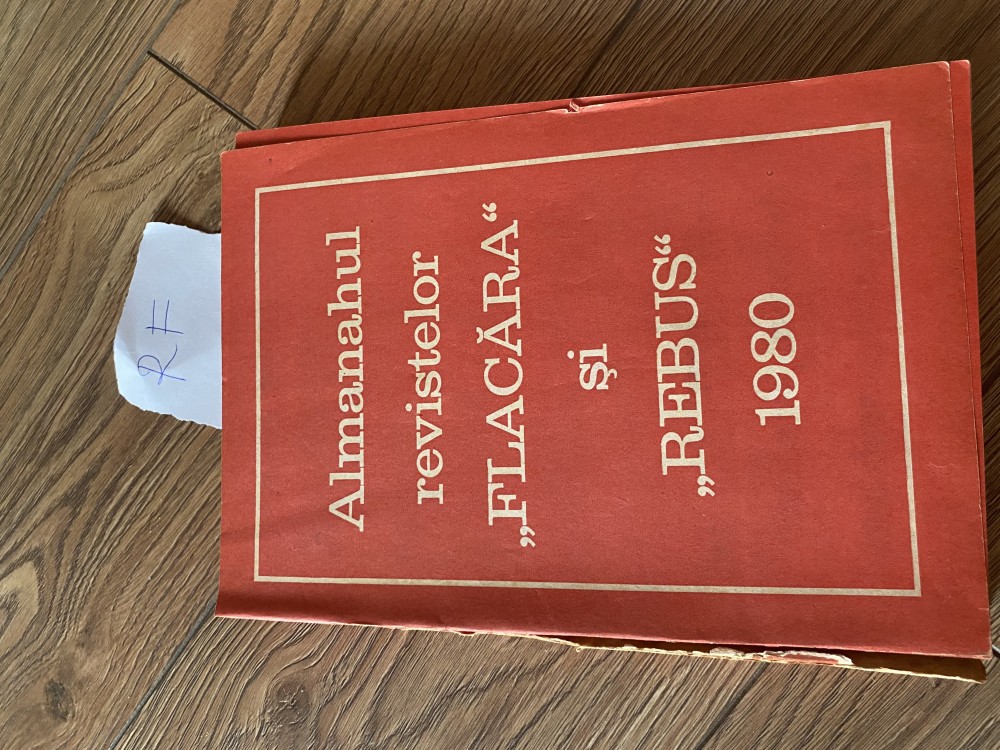 RF
Almanahul
revistelor
„FLACĂRA“
și
„REBUS“
1980